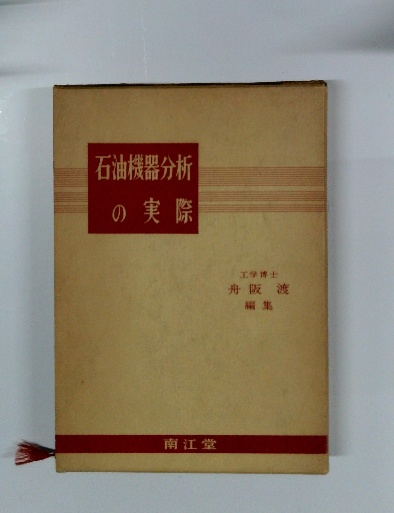 石油機器分析
の実際
工学博士
舟阪 渡
編集
南江堂